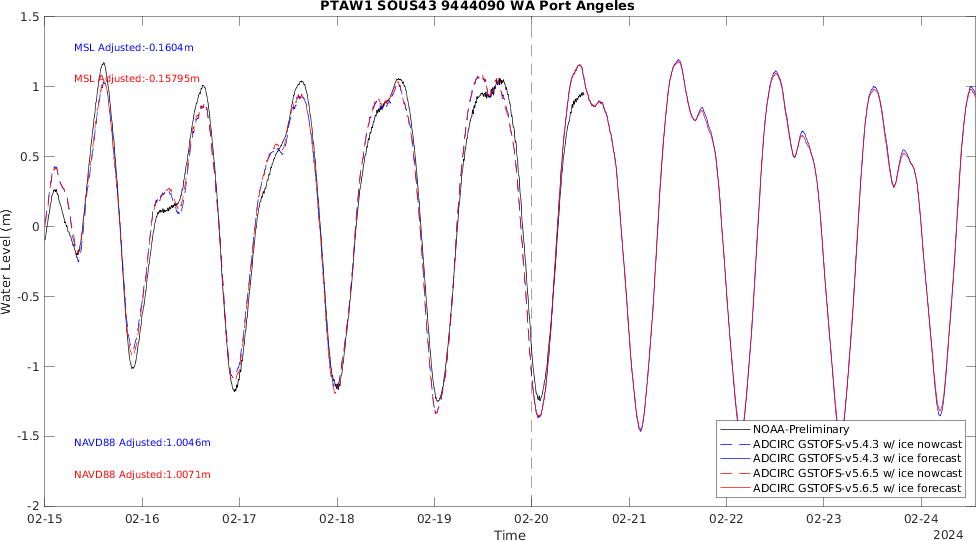 PTAW1 SOUS43 9444090 WA Port Angeles
1.5
MSL Adjusted:-0.1604m
MSL Adjusted:-0.15795m
1
0.5
0
-0.5
-1
-1.5
-2
Water Level (m)
NAVD88 Adjusted:1.0046m
NAVD88 Adjusted:1.0071m
NOAA-Preliminary
ADCIRC GSTOFS-v5.4.3 w/ ice nowcast
ADCIRC GSTOFS-v5.4.3 w/ ice forecast
ADCIRC GSTOFS-v5.6.5 w/ ice nowcast
ADCIRC GSTOFS-v5.6.5 w/ ice forecast
02-15 02-16 02-17 02-18 02-19 02-20 02-21 02-22 02-23 02-24
Time
2024